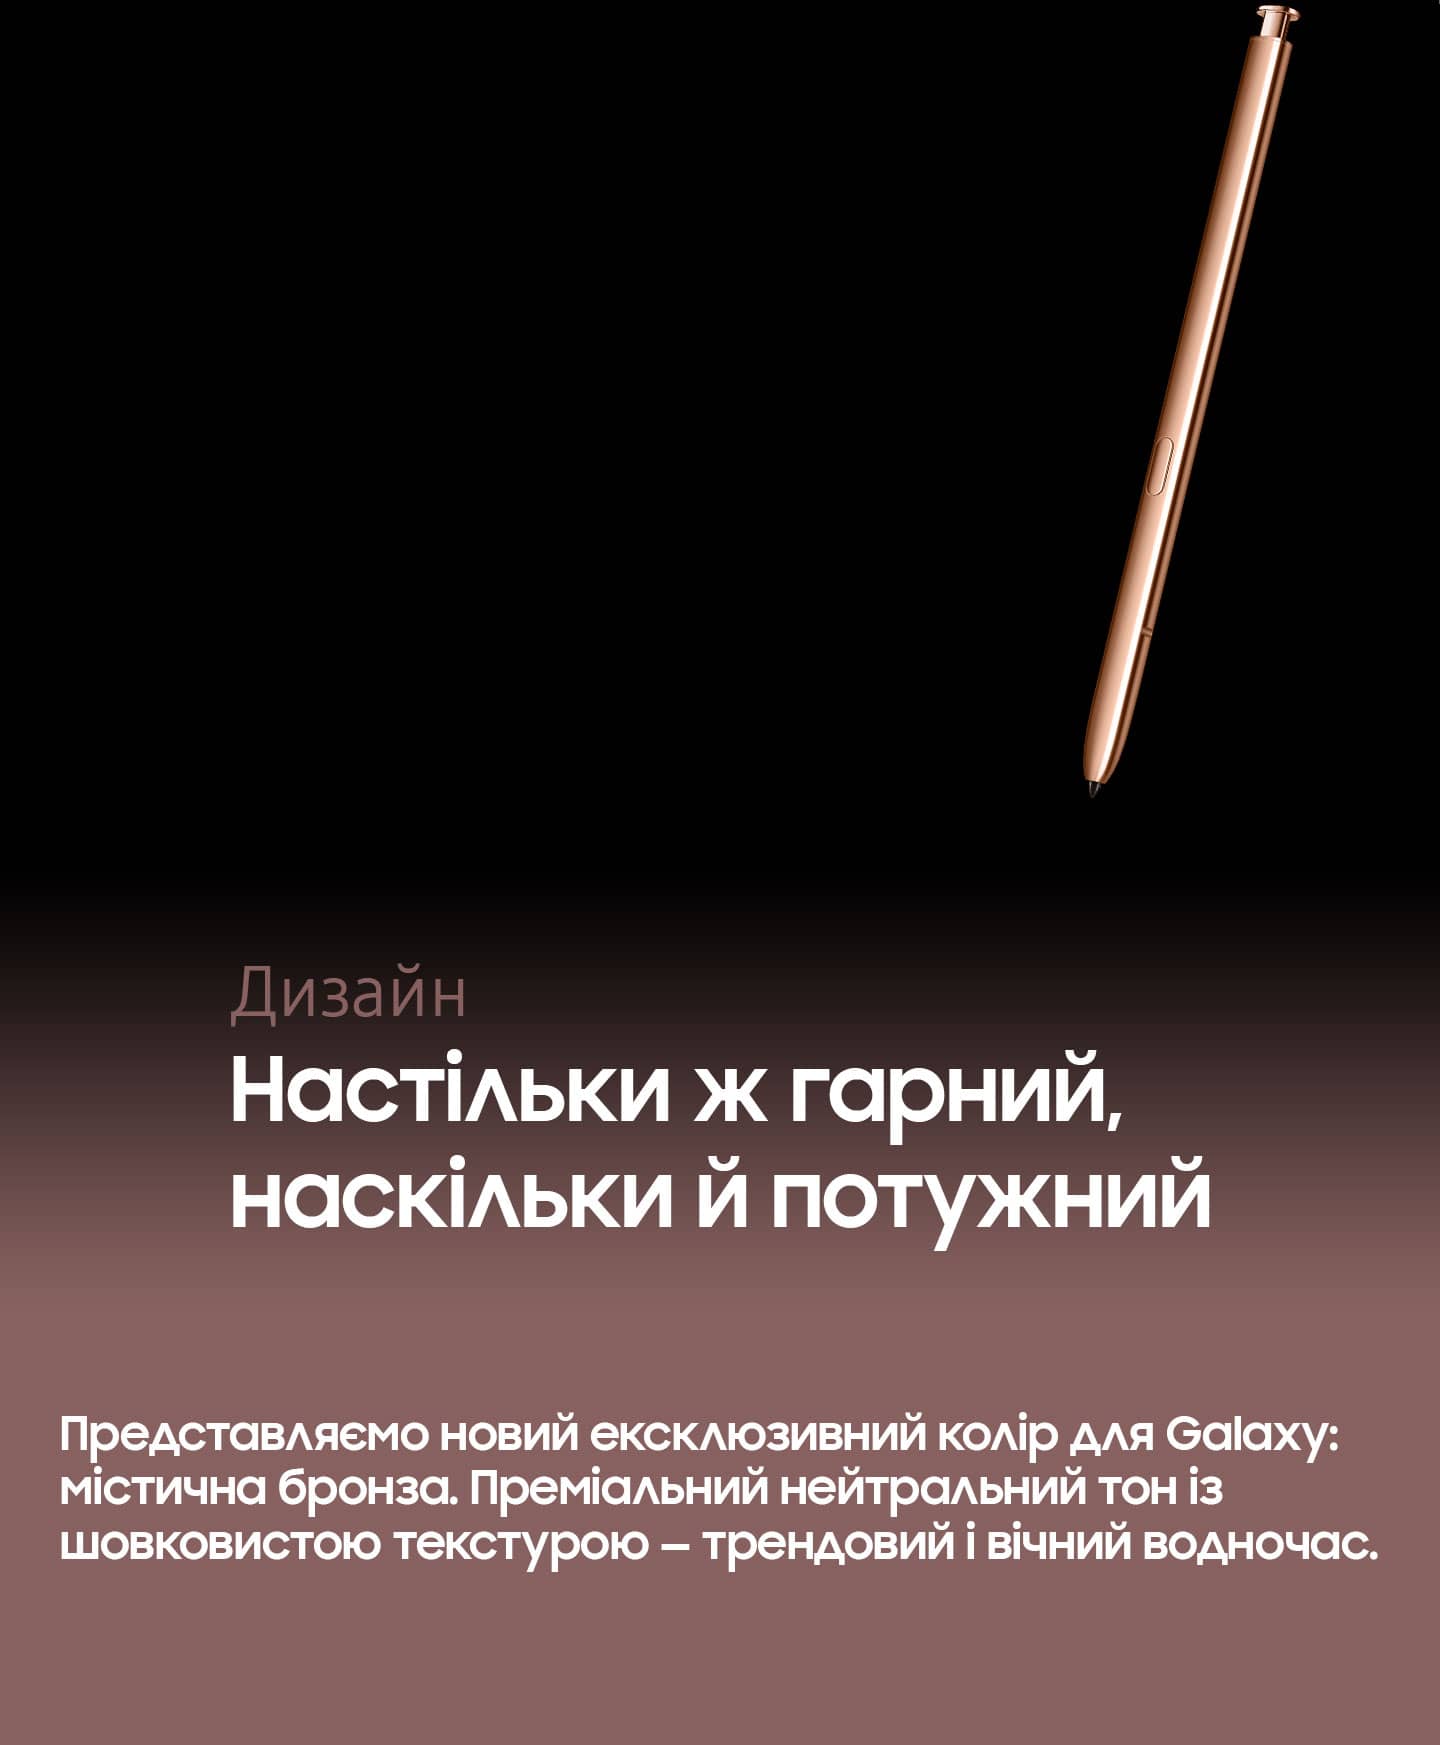 Дизайн
Настільки ж гарний,
наскільки й потужний
Представляємо новий ексклюзивний колір для Galaxy:
містична бронза. Преміальний нейтральний тон із
шовковистою текстурою – трендовий і вічний водночас.